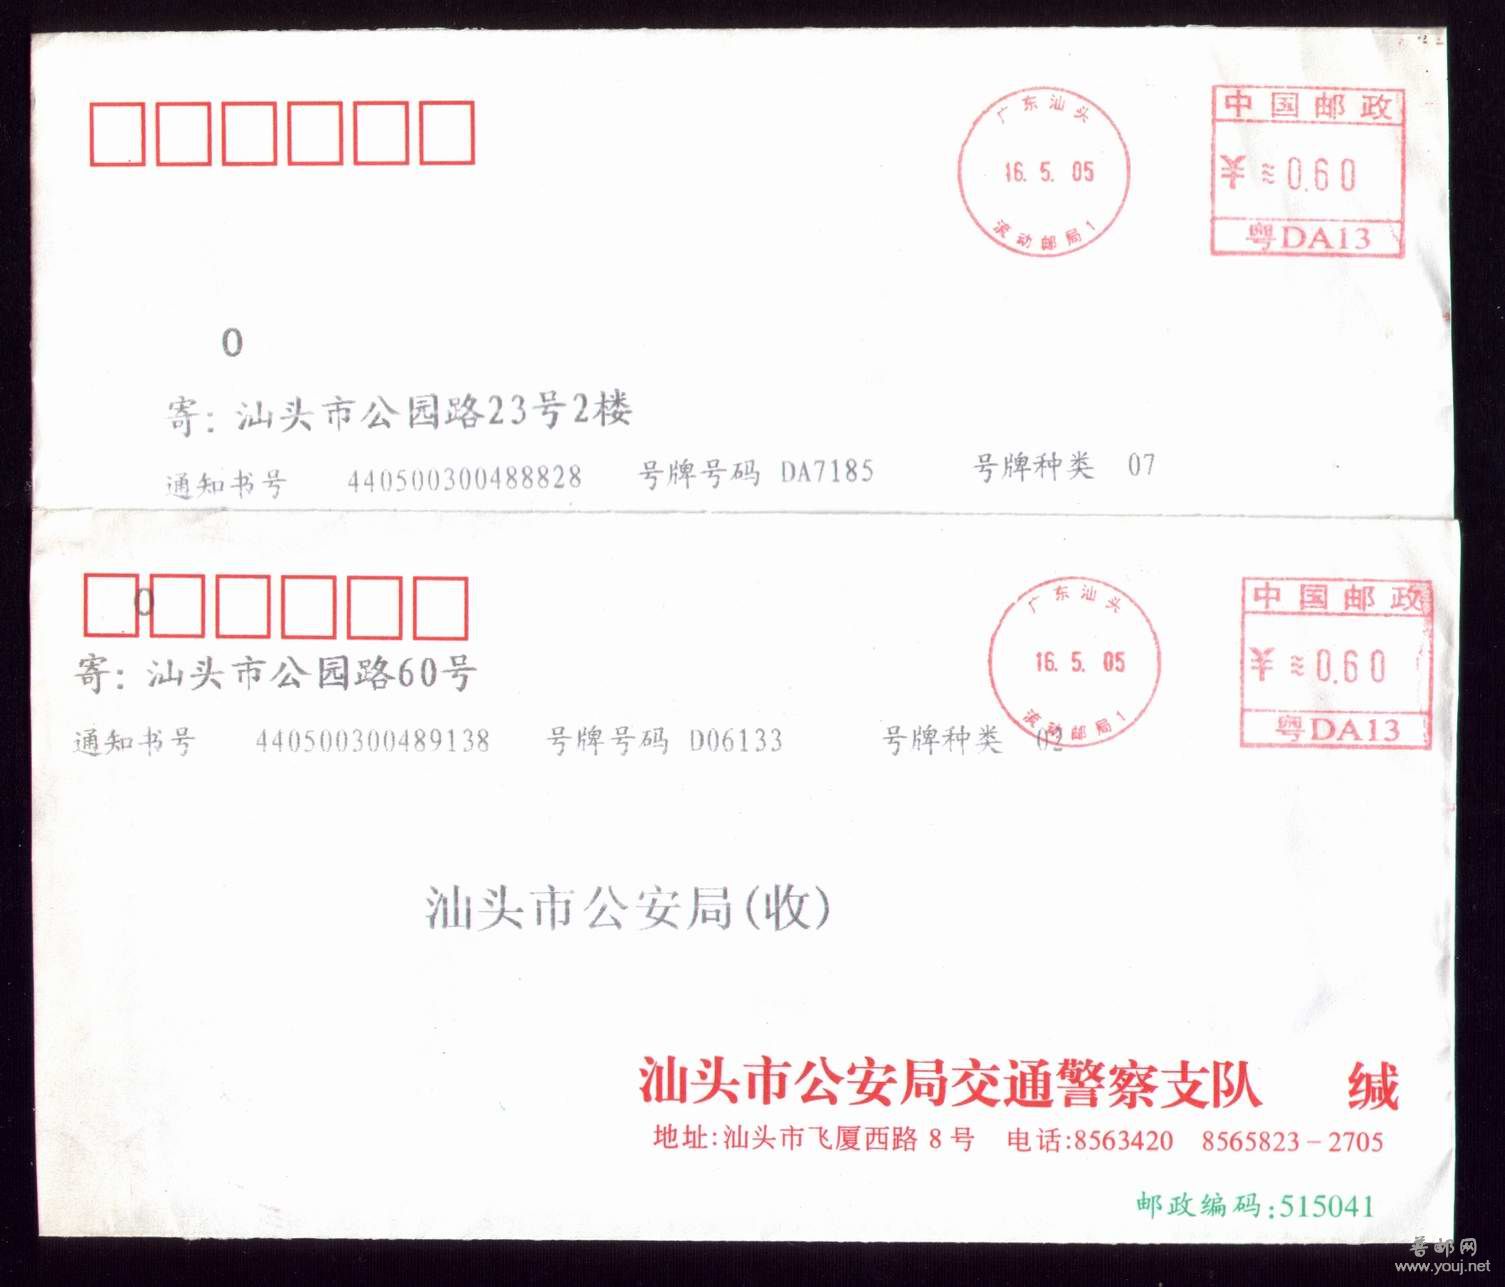 广东汕头
16.5.05
流动邮局1
中国邮政
¥≈0.60
粤DA13
0
寄: 汕头市公园路23号2楼
通知书号 440500300488828 号牌号码 DA7185 号牌种类 07
广东汕头
16.5.05
流动邮局1
中国邮政
¥≈0.60
粤DA13
0
寄: 汕头市公园路60号
通知书号 440500300489138 号牌号码 D06133 号牌种类 02
汕头市公安局(收)
汕头市公安局交通警察支队 缄
地址:汕头市飞厦西路8号 电话:8563420 8565823-2705
邮政编码:515041
善邮网
www.youj.net